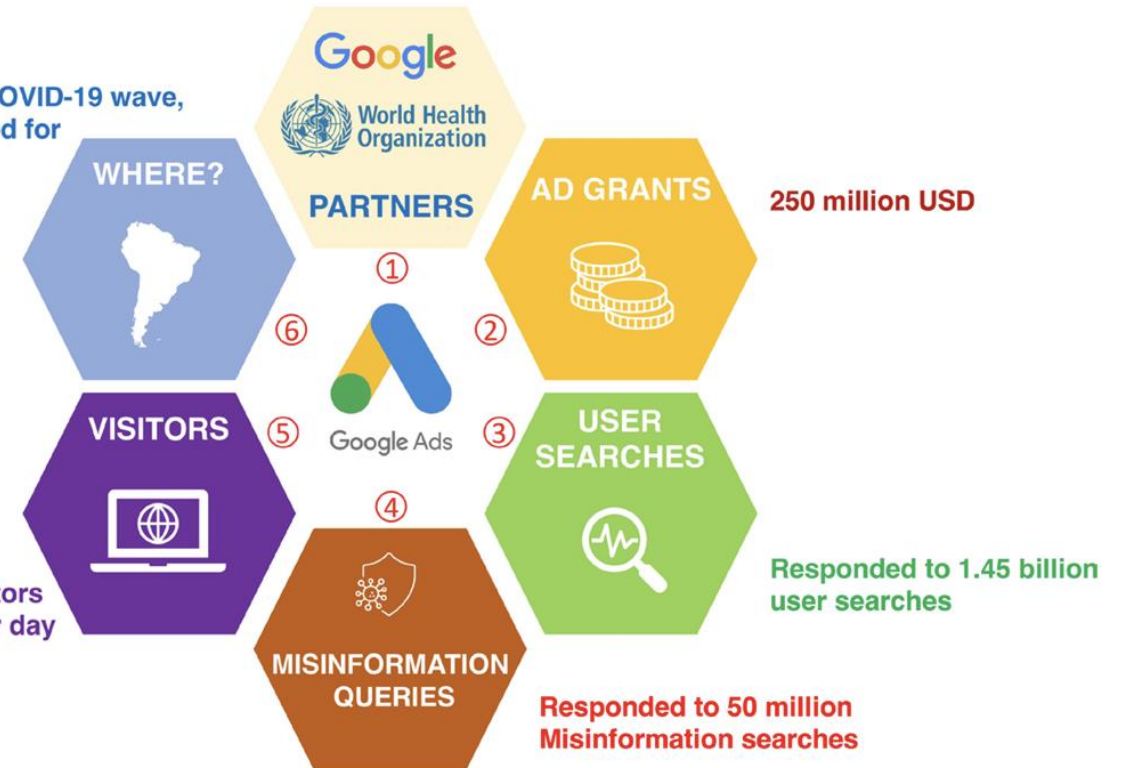 Google
World Health
Organization
PARTNERS
OVID-19 wave,
d for
WHERE?
AD GRANTS
250 million USD
①
⑥
②
VISITORS
⑤
Google Ads
③
USER
SEARCHES
④
Responded to 1.45 billion
user searches
tors
day
MISINFORMATION
QUERIES
Responded to 50 million
Misinformation searches